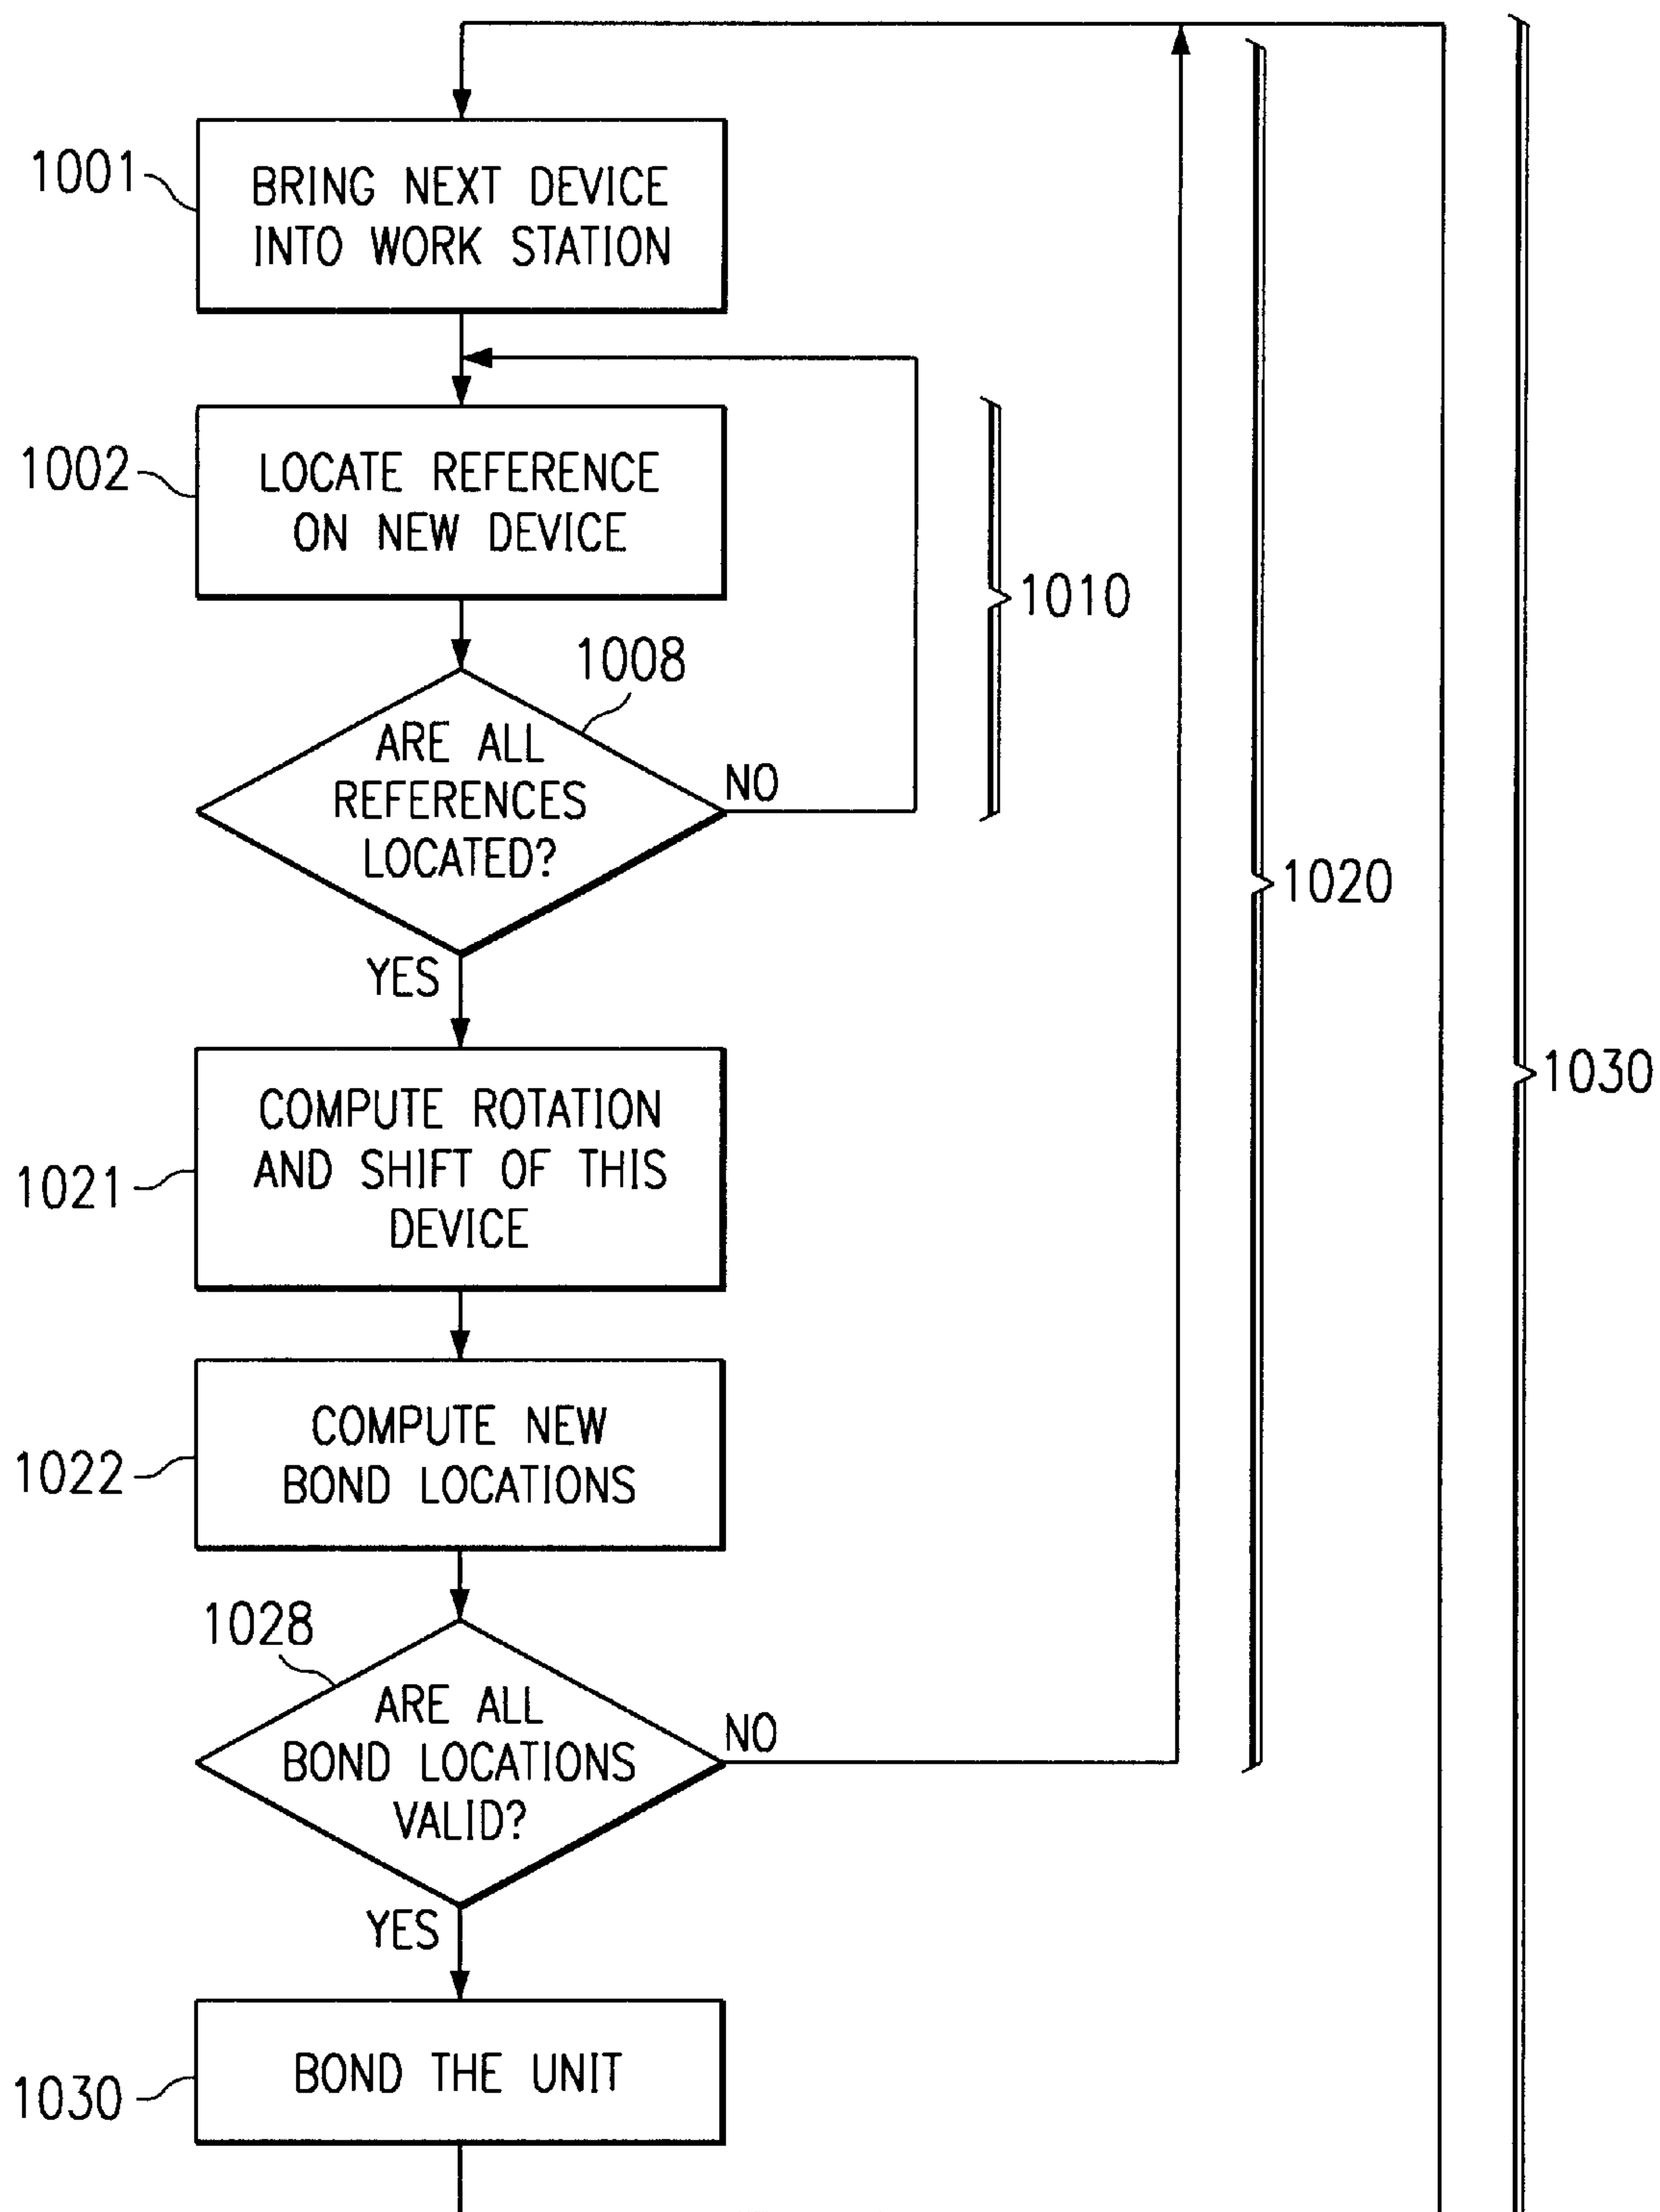 1001
BRING NEXT DEVICE
INTO WORK STATION
1002
LOCATE REFERENCE
ON NEW DEVICE
1010
1008
ARE ALL
REFERENCES
LOCATED?
NO
1020
YES
1030
COMPUTE ROTATION
AND SHIFT OF THIS
DEVICE
1021
COMPUTE NEW
BOND LOCATIONS
1022
1028
ARE ALL
BOND LOCATIONS
VALID?
NO
YES
BOND THE UNIT
1030